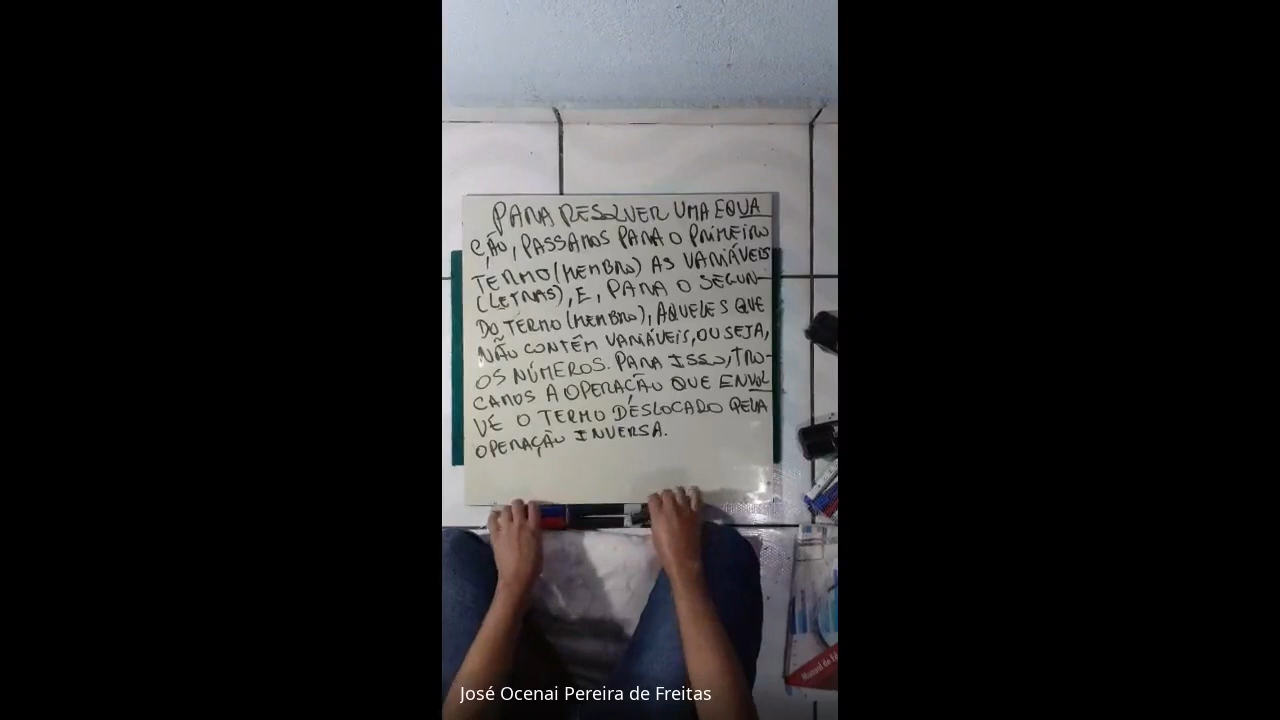 PARA RESOLVER UMA EQUA
ÇÃO, PASSAMOS PARA O PRIMEIRO
TERMO (MEMBRO) AS VARIÁVEIS
(LETRAS), E, PARA O SEGUN-
DO TERMO (MEMBRO), AQUELES QUE
NÃO CONTÊM VARIÁVEIS, OU SEJA,
OS NÚMEROS. PARA ISSO, TRO-
CAMOS A OPERAÇÃO QUE ENVOL
VE O TERMO DESLOCADO PELA
OPERAÇÃO INVERSA.
José Ocenai Pereira de Freitas